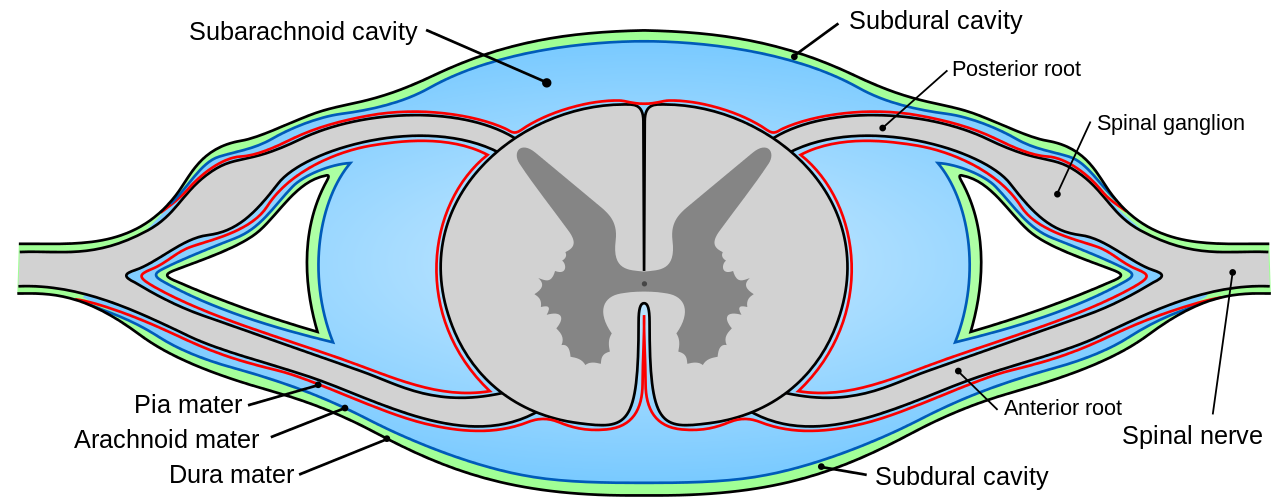 Subarachnoid cavity
Subdural cavity
Posterior root
Spinal ganglion
Pia mater
Arachnoid mater
Dura mater
Anterior root
Spinal nerve
Subdural cavity